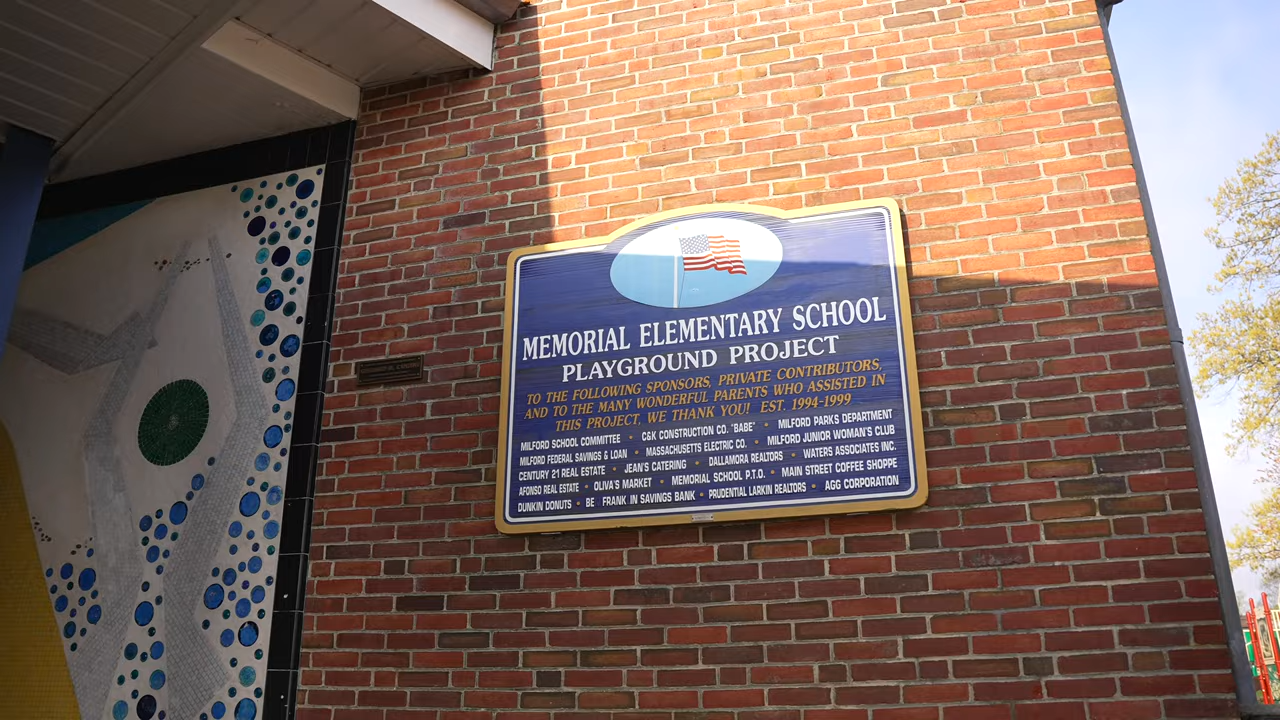 MEMORIAL ELEMENTARY SCHOOL
PLAYGROUND PROJECT
TO THE FOLLOWING SPONSORS, PRIVATE CONTRIBUTORS,
AND TO THE MANY WONDERFUL PARENTS WHO ASSISTED IN
THIS PROJECT, WE THANK YOU! EST. 1994-1999
MILFORD SCHOOL COMMITTEE • C&K CONSTRUCTION CO. "BABE" • MILFORD PARKS DEPARTMENT
MILFORD FEDERAL SAVINGS & LOAN • MASSACHUSETTS ELECTRIC CO. • MILFORD JUNIOR WOMAN'S CLUB
CENTURY 21 REAL ESTATE • JEAN'S CATERING • DALLAMORA REALTORS • WATERS ASSOCIATES INC.
AFONSO REAL ESTATE • OLIVA'S MARKET • MEMORIAL SCHOOL P.T.O. • MAIN STREET COFFEE SHOPPE
DUNKIN DONUTS • BE FRANK IN SAVINGS BANK • PRUDENTIAL LARKIN REALTORS • AGG CORPORATION